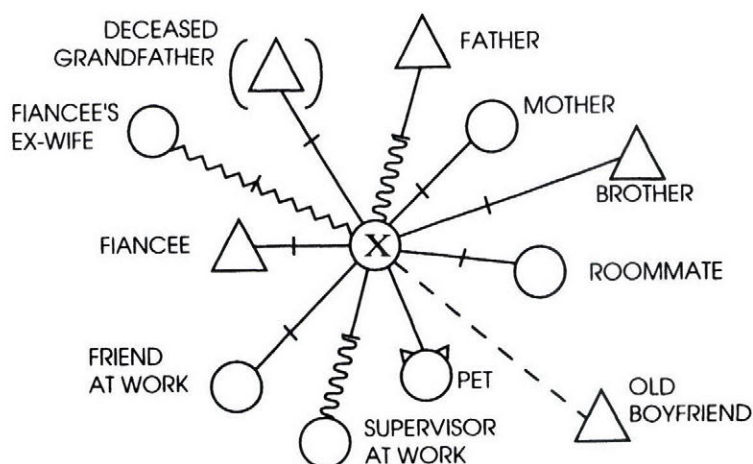 DECEASED
GRANDFATHER
FATHER
FIANCEE'S
EX-WIFE
MOTHER
BROTHER
FIANCEE
X
ROOMMATE
FRIEND
AT WORK
PET
SUPERVISOR
AT WORK
OLD
BOYFRIEND